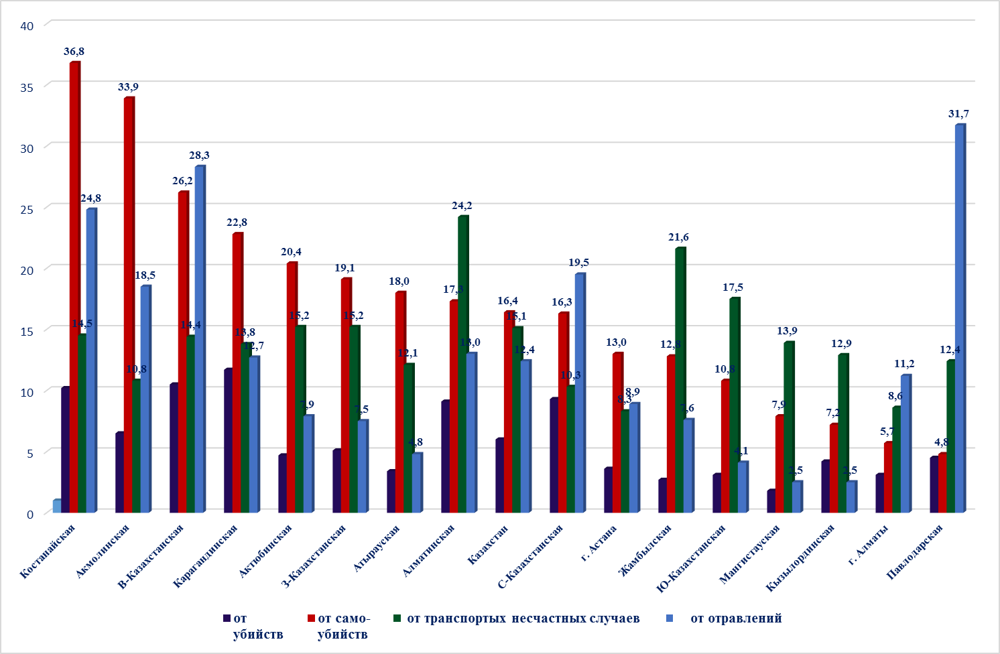 40
35
30
25
20
15
10
5
0
36,8
14,5
24,8
33,9
10,8
18,5
26,2
14,4
28,3
22,8
13,8
12,7
20,4
15,2
7,9
19,1
15,2
7,5
18,0
12,1
4,8
17,3
24,2
13,0
16,4
15,1
12,4
16,3
10,3
19,5
13,0
8,3
8,9
12,8
21,6
7,6
10,8
17,5
4,1
7,9
13,9
2,5
7,2
12,9
2,5
5,7
8,6
11,2
4,8
12,4
31,7
Костанайская
Акмолинская
В-Казахстанская
Карагандинская
Актюбинская
З-Казахстанская
Атырауская
Алматинская
Казахстан
С-Казахстанская
г. Астана
Жамбылская
Ю-Казахстанская
Мангистауская
Кызылординская
г. Алматы
Павлодарская
от
убийств
от само-
убийств
от транспортых несчастных случаев
от отравлений